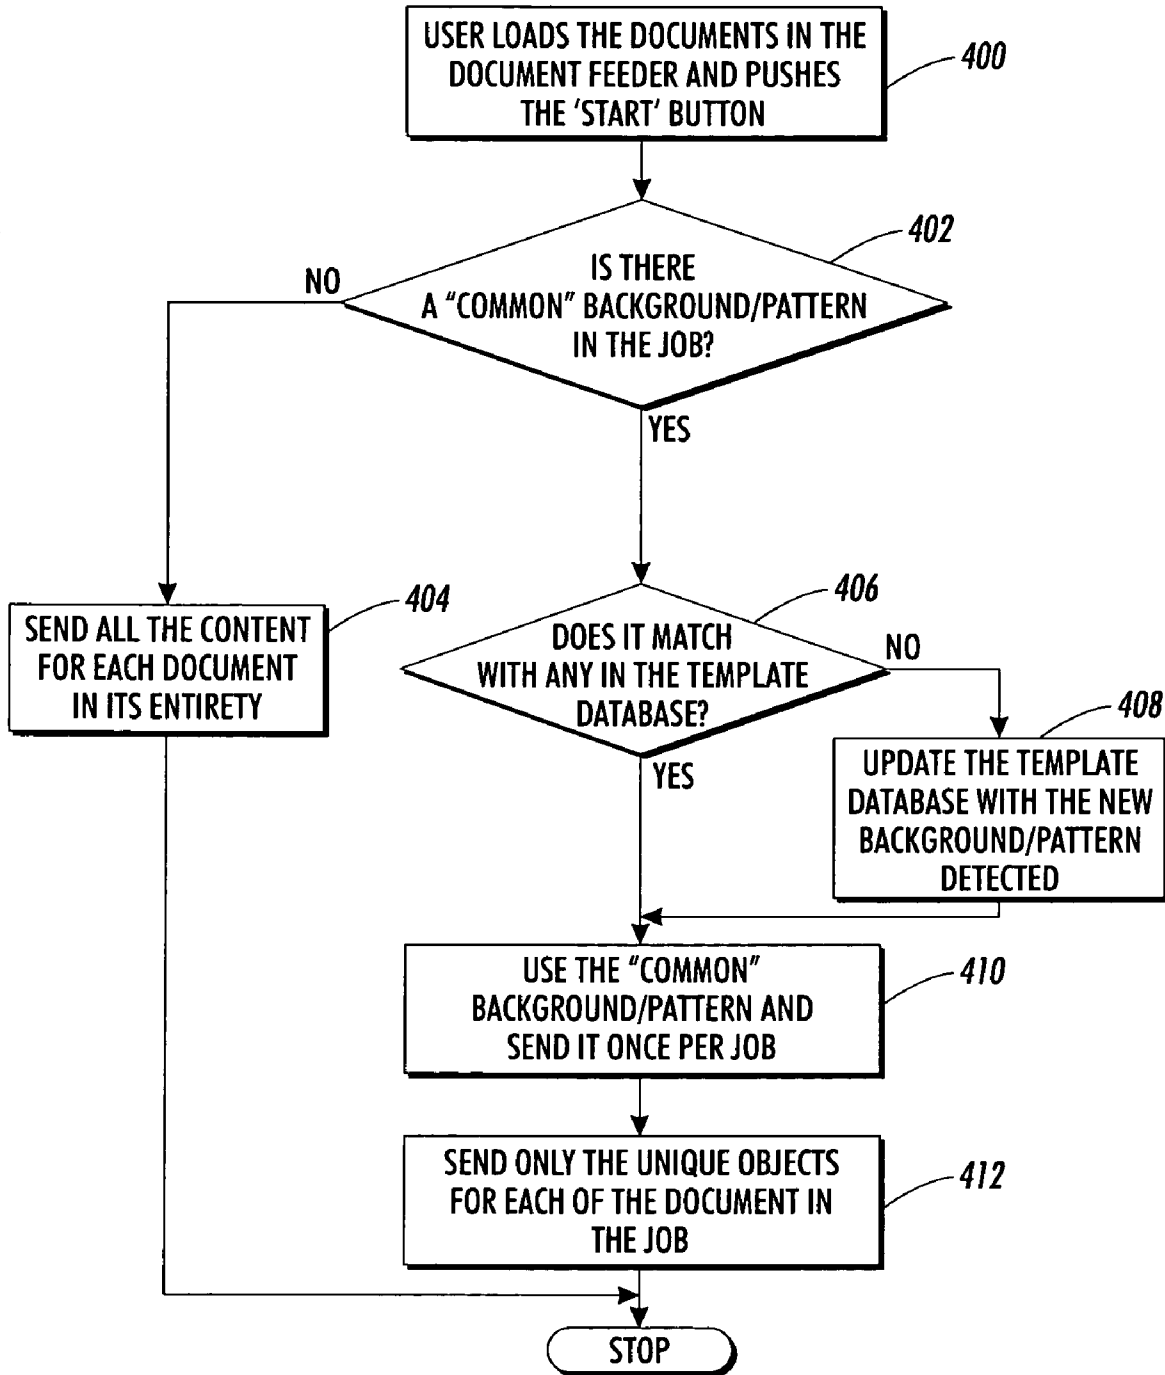 USER LOADS THE DOCUMENTS IN THE
DOCUMENT FEEDER AND PUSHES
THE 'START' BUTTON
400
402
IS THERE
A "COMMON" BACKGROUND/PATTERN
IN THE JOB?
NO
YES
404
SEND ALL THE CONTENT
FOR EACH DOCUMENT
IN ITS ENTIRETY
406
DOES IT MATCH
WITH ANY IN THE TEMPLATE
DATABASE?
NO
YES
408
UPDATE THE TEMPLATE
DATABASE WITH THE NEW
BACKGROUND/PATTERN
DETECTED
USE THE "COMMON"
BACKGROUND/PATTERN AND
SEND IT ONCE PER JOB
410
SEND ONLY THE UNIQUE OBJECTS
FOR EACH OF THE DOCUMENT IN
THE JOB
412
STOP